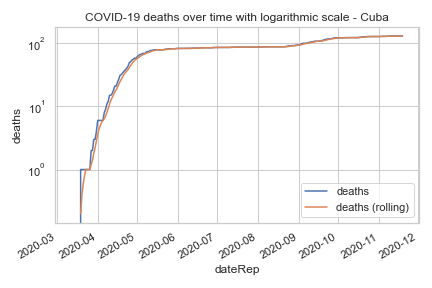 COVID-19 deaths over time with logarithmic scale - Cuba
deaths
10²
10¹
10⁰
deaths
deaths (rolling)
2020-03
2020-04
2020-05
2020-06
2020-07
2020-08
2020-09
2020-10
2020-11
2020-12
dateRep